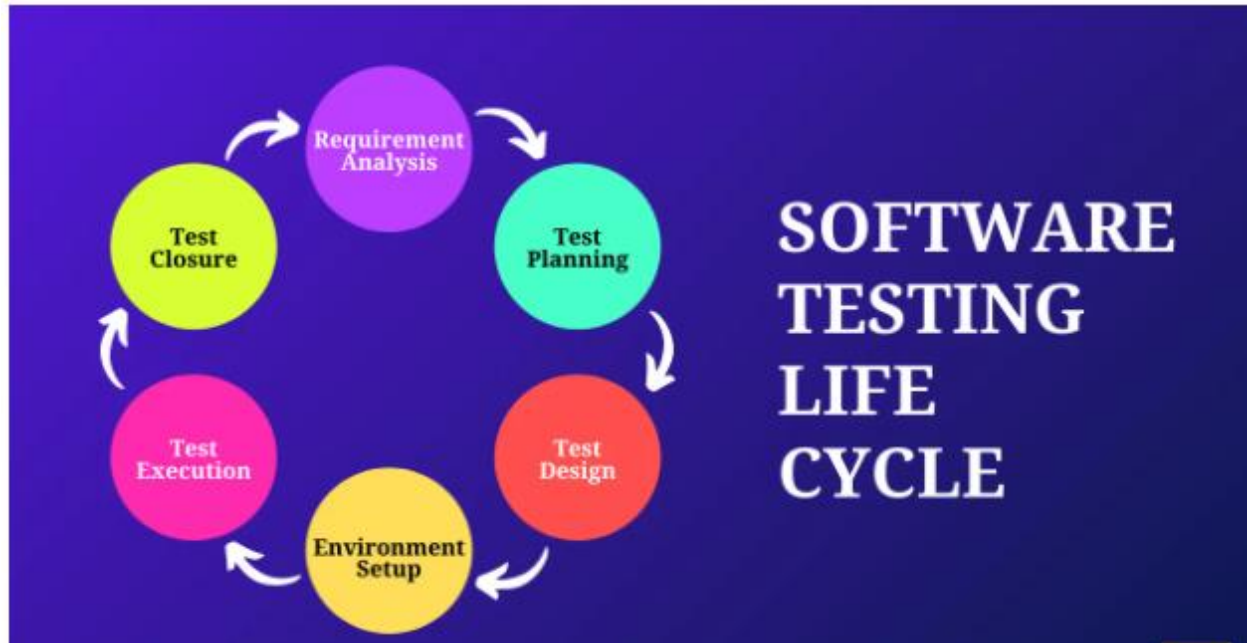 Requirement
Analysis
Test
Planning
Test
Design
Environment
Setup
Test
Execution
Test
Closure
SOFTWARE
TESTING
LIFE
CYCLE